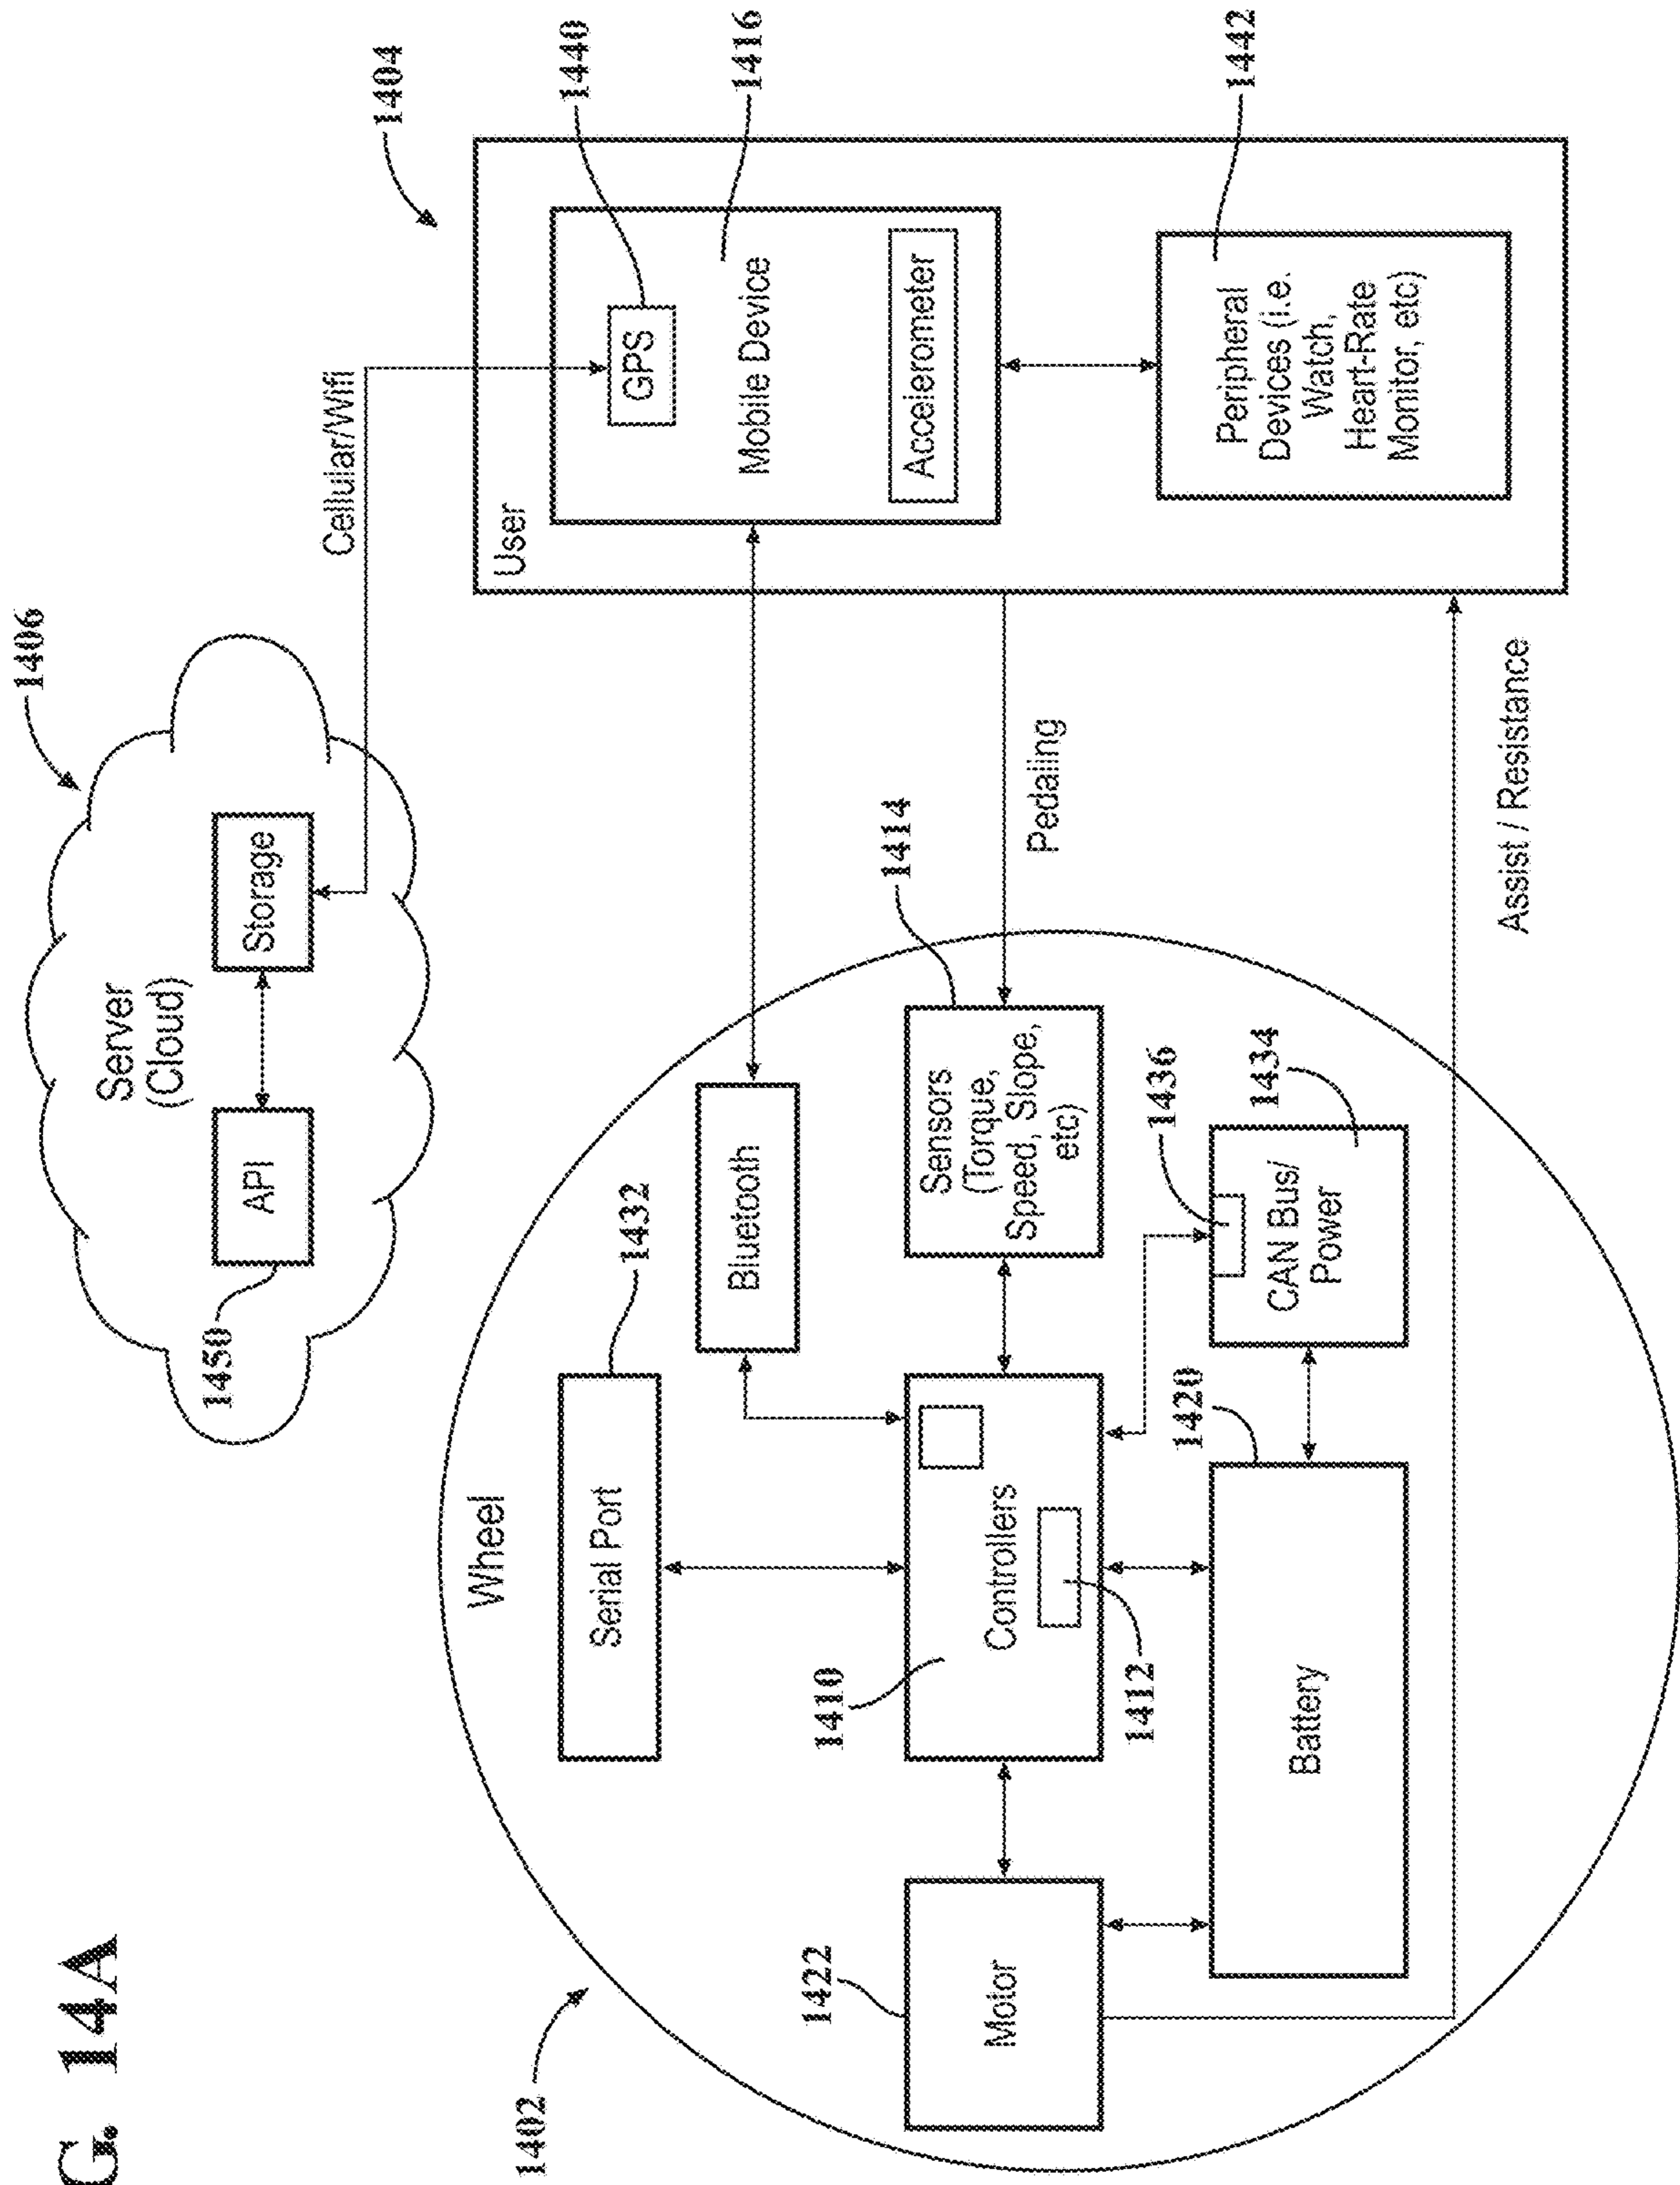 G. 14A
1406
Server
(Cloud)
API
Storage
1450
Cellular/Wifi
1404
User
GPS
1440
Mobile Device
1416
Accelerometer
Peripheral
Devices (i.e.
Watch,
Heart-Rate
Monitor, etc)
1442
1402
Wheel
Serial Port
1432
Bluetooth
Controllers
1410
1412
Sensors
(Torque,
Speed, Slope,
etc)
1414
Pedaling
Motor
1422
Battery
1420
CAN Bus/
Power
1436
1434
Assist / Resistance